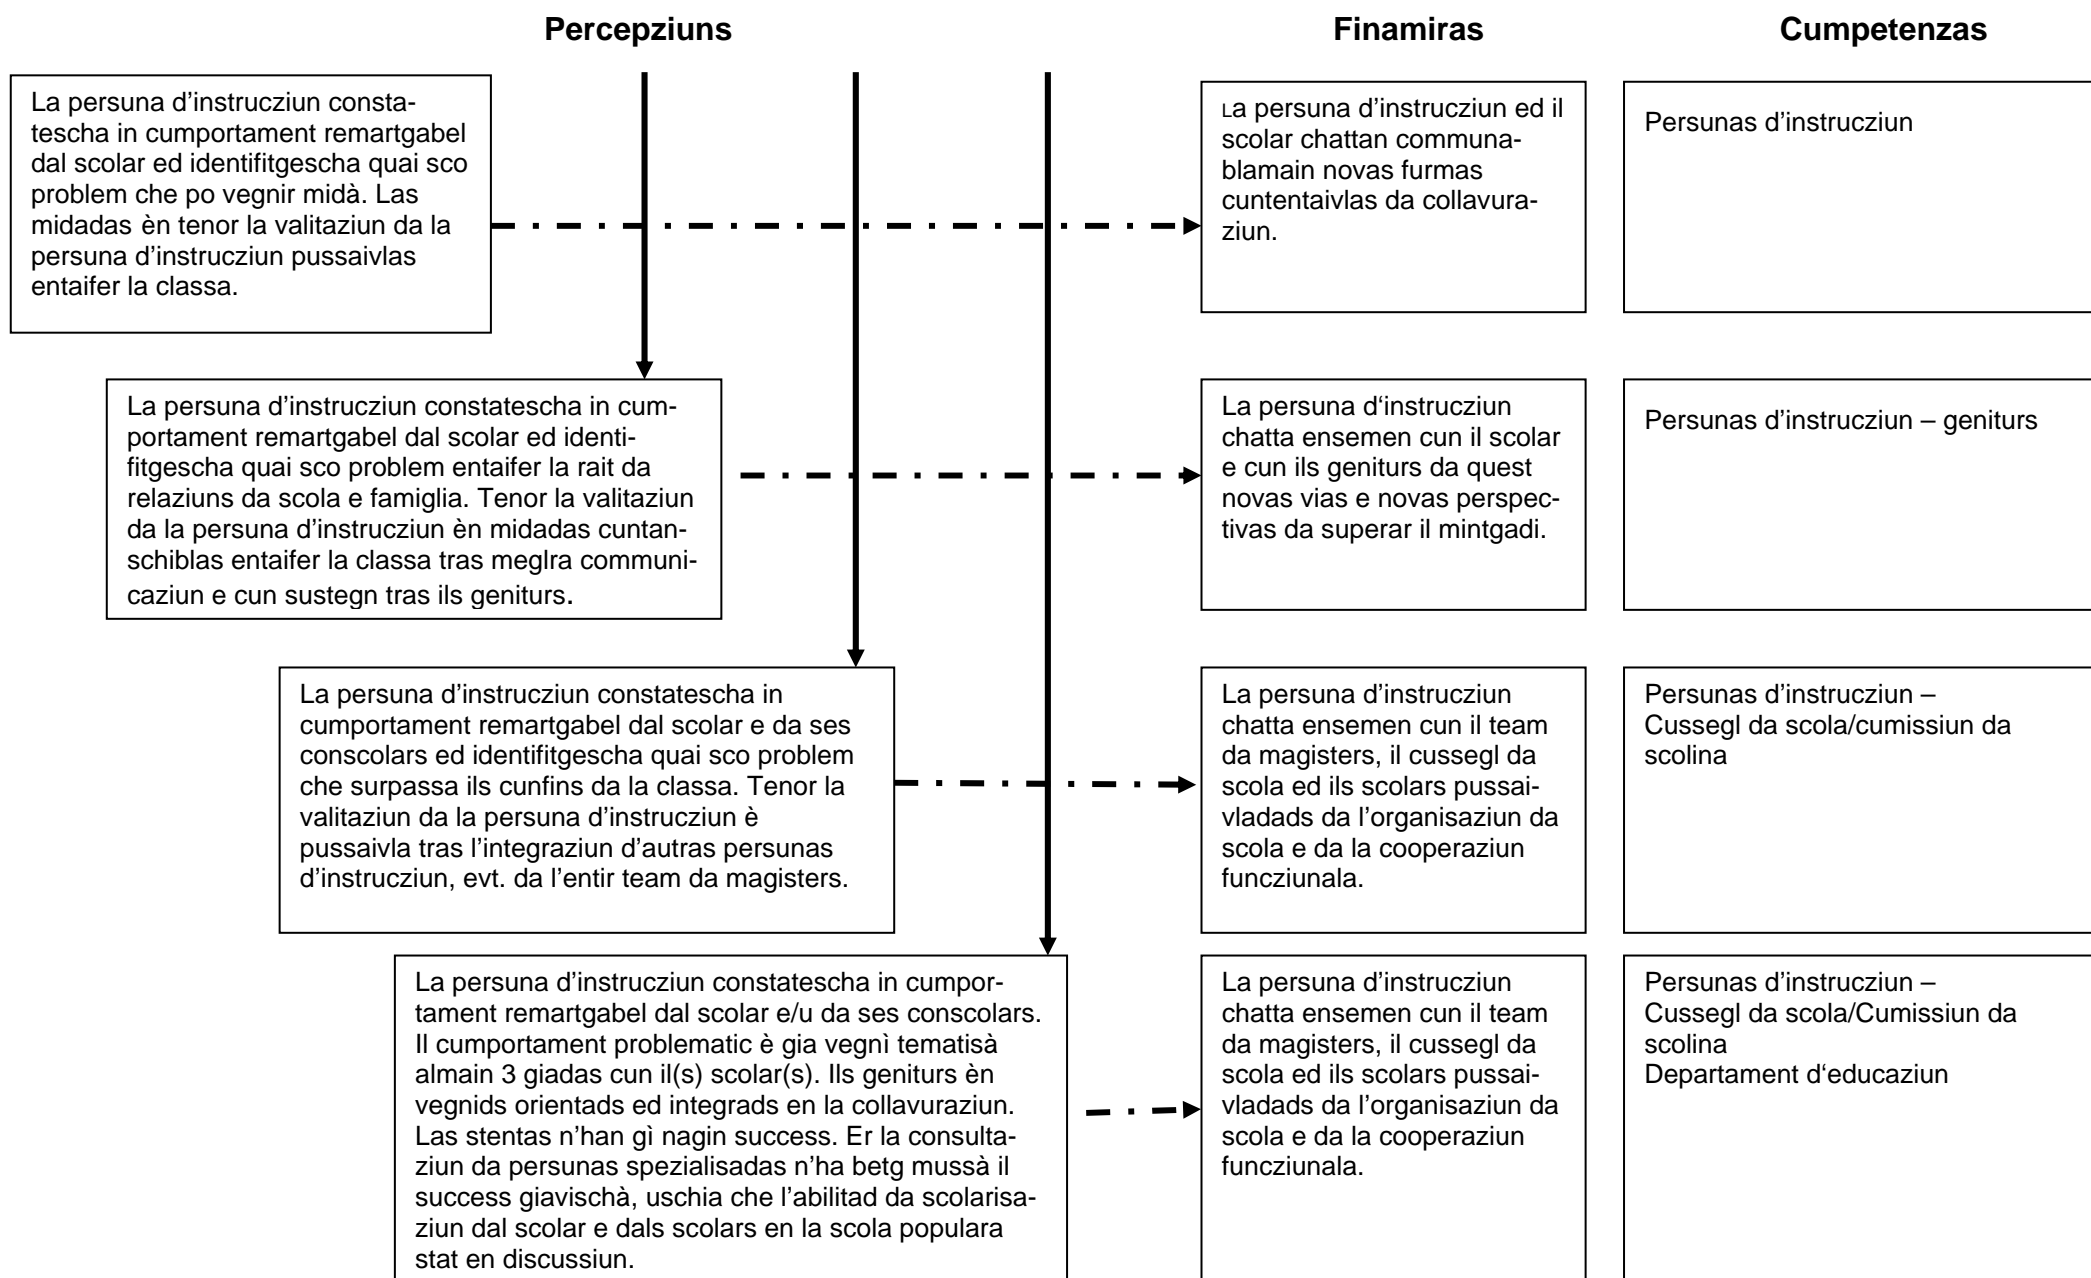 Percepziuns
Finamiras
Cumpetenzas
La persuna d’instrucziun consta-
tescha in cumportament remartgabel
dal scolar ed identifitgescha quai sco
problem che po vegnir midà. Las
midadas èn tenor la valitaziun da la
persuna d’instrucziun pussaivlas
entaifer la classa.
La persuna d’instrucziun ed il
scolar chattan communa-
blamain novas furmas
cuntentaivlas da collavura-
ziun.
Persunas d’instrucziun
La persuna d’instrucziun constatescha in cum-
portament remartgabel dal scolar ed identi-
fitgescha quai sco problem entaifer la rait da
relaziuns da scola e famiglia. Tenor la valitaziun
da la persuna d’instrucziun èn midadas cuntan-
schiblas entaifer la classa tras meglra communi-
caziun e cun sustegn tras ils geniturs.
La persuna d‘instrucziun
chatta ensemen cun il scolar
e cun ils geniturs da quest
novas vias e novas perspec-
tivas da superar il mintgadi.
Persunas d’instrucziun – geniturs
La persuna d’instrucziun constatescha in
cumportament remartgabel dal scolar e da ses
conscolars ed identifitgescha quai sco problem
che surpassa ils cunfins da la classa. Tenor la
valitaziun da la persuna d’instrucziun è
pussaivla tras l’integraziun d’autras persunas
d’instrucziun, evt. da l’entir team da magisters.
La persuna d’instrucziun
chatta ensemen cun il team
da magisters, il cussegl da
scola ed ils scolars pussai-
vladads da l’organisaziun da
scola e da la cooperaziun
funcziunala.
Persunas d’instrucziun –
Cussegl da scola/cumissiun da
scolina
La persuna d’instrucziun constatescha in cumpor-
tament remartgabel dal scolar e/u da ses conscolars.
Il cumportament problematic è gia vegnì tematisà
almain 3 giadas cun il(s) scolar(s). Ils geniturs èn
vegnids orientads ed integrads en la collavuraziun.
Las stentas n’han gì nagin success. Er la consulta-
ziun da persunas spezialisadas n’ha betg mussà il
success giavischà, uschia che l’abilitad da scolarisa-
ziun dal scolar e dals scolars en la scola populara
stat en discussiun.
La persuna d’instrucziun
chatta ensemen cun il team
da magisters, il cussegl da
scola ed ils scolars pussai-
vladads da l’organisaziun da
scola e da la cooperaziun
funcziunala.
Persunas d’instrucziun –
Cussegl da scola/Cumissiun da
scolina
Departament d‘educaziun